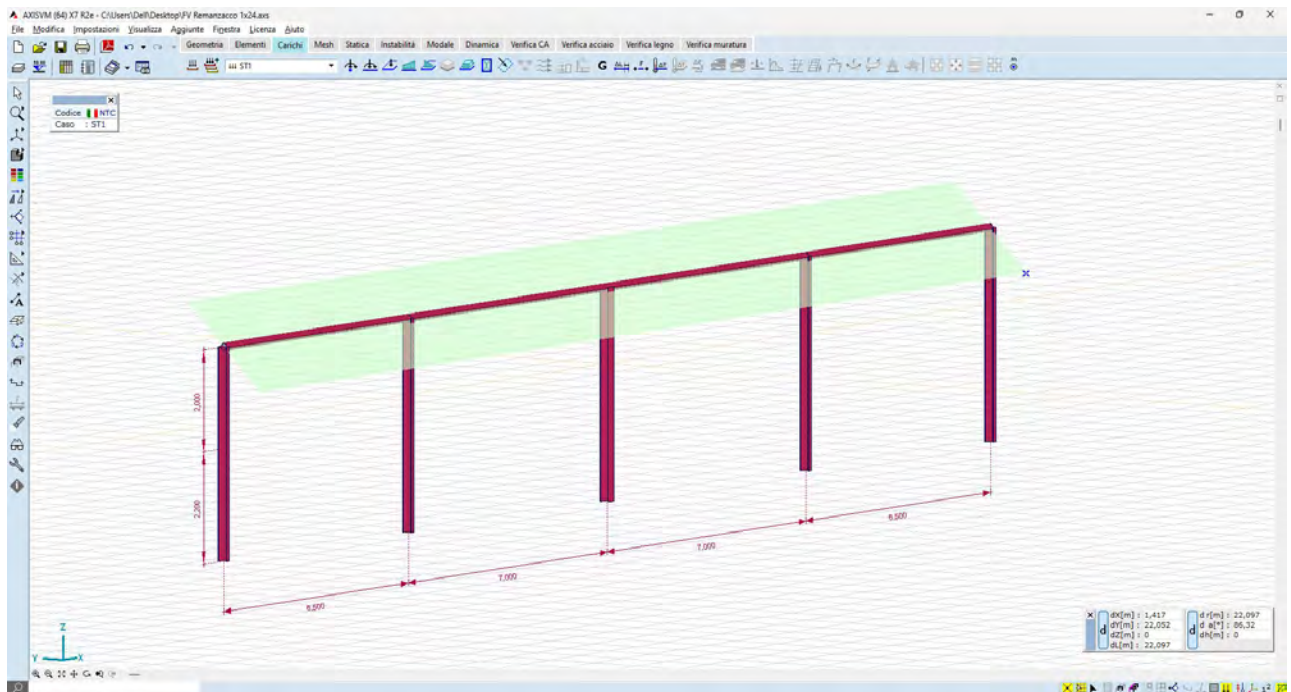 AXISVM (64) X7 R2e - C:\Users\Dell\Desktop\FV Remanzacco 1x24.axs
File Modifica Impostazioni Visualizza Aggiunte Finestra Licenza Aiuto
Geometria Elementi Carichi Mesh Statica Instabilità Modale Dinamica Verifica CA Verifica acciaio Verifica legno Verifica muratura
ST1
Codice NTC
Caso : ST1
2,000
2,200
6,500
7,000
7,000
6,500
Z
Y X
d
dX[m] : 1,417
dY[m] : 22,052
dZ[m] : 0
dL[m] : 22,097
d
d r[m] : 22,097
d a[°] : 86,32
dh[m] : 0